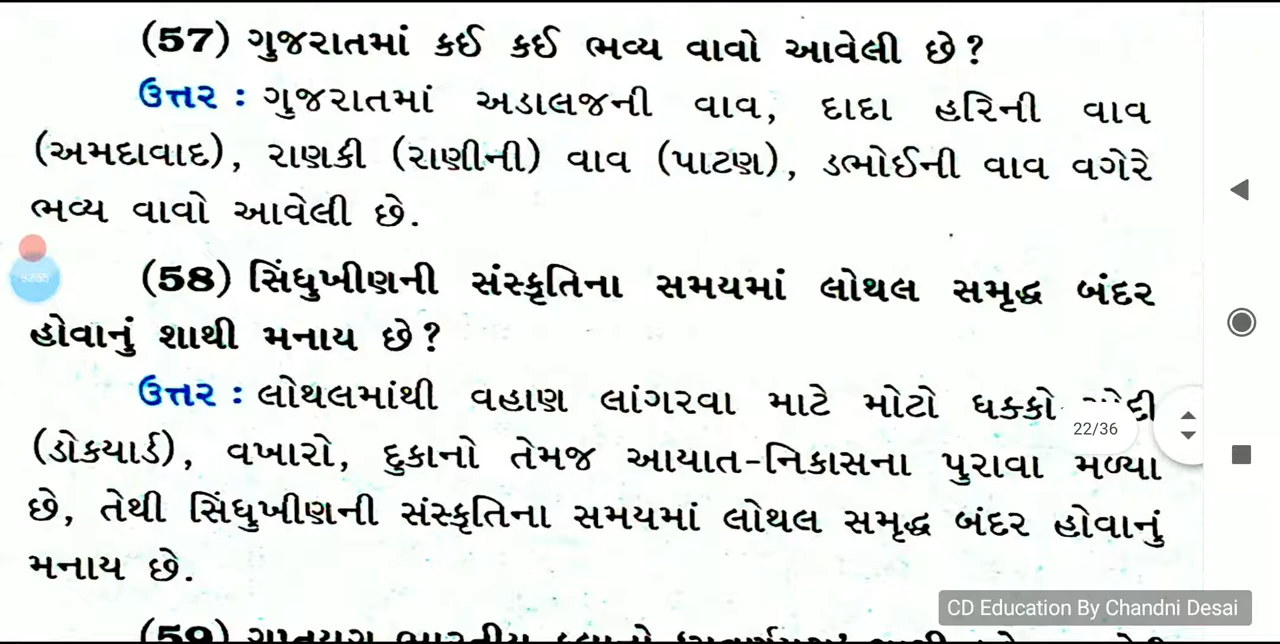 (57) ગુજરાતમાં કઈ કઈ ભવ્ય વાવો આવેલી છે?
ઉત્તર : ગુજરાતમાં અડાલજની વાવ, દાદા હરિની વાવ
(અમદાવાદ), રાણકી (રાણીની) વાવ (પાટણ), ડભોઈની વાવ વગેરે
ભવ્ય વાવો આવેલી છે.
(58) સિંધુખીણની સંસ્કૃતિના સમયમાં લોથલ સમૃદ્ધ બંદર
હોવાનું શાથી મનાય છે?
ઉત્તર : લોથલમાંથી વહાણ લાંગરવા માટે મોટો ધક્કો
22/36
(ડોકયાર્ડ), વખારો, દુકાનો તેમજ આયાત-નિકાસના પુરાવા મળ્યા
છે, તેથી સિંધુખીણની સંસ્કૃતિના સમયમાં લોથલ સમૃદ્ધ બંદર હોવાનું
મનાય છે.
CD Education By Chandni Desai
(59)